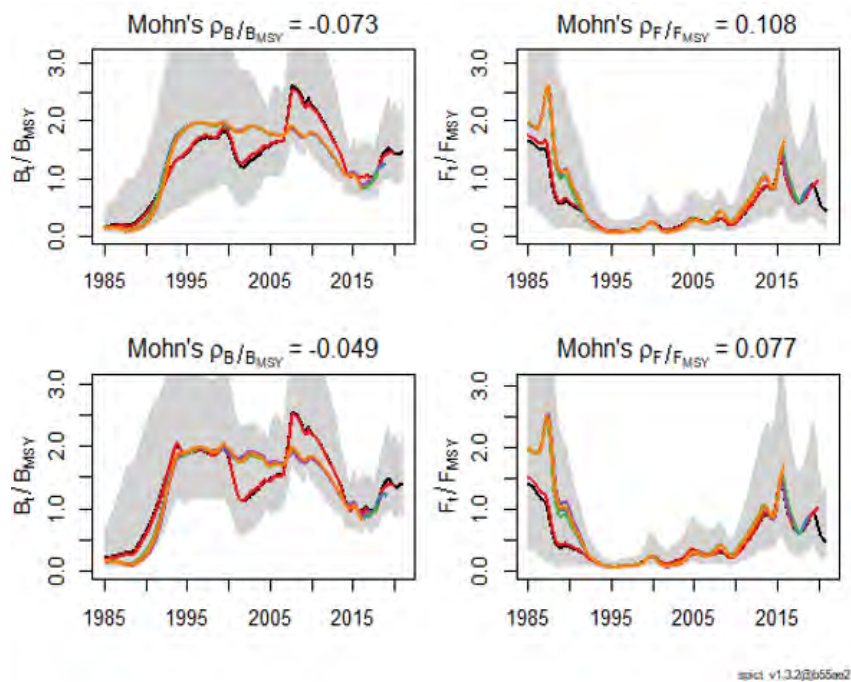 Mohn's ρB/BMSY = -0.073
Mohn's ρF/FMSY = 0.108
Bt/BMSY
0.0 1.0 2.0 3.0
1985 1995 2005 2015
Ft/FMSY
0.0 1.0 2.0 3.0
1985 1995 2005 2015
Mohn's ρB/BMSY = -0.049
Mohn's ρF/FMSY = 0.077
Bt/BMSY
0.0 1.0 2.0 3.0
1985 1995 2005 2015
Ft/FMSY
0.0 1.0 2.0 3.0
1985 1995 2005 2015
spict_v1.3.2@b55ae2